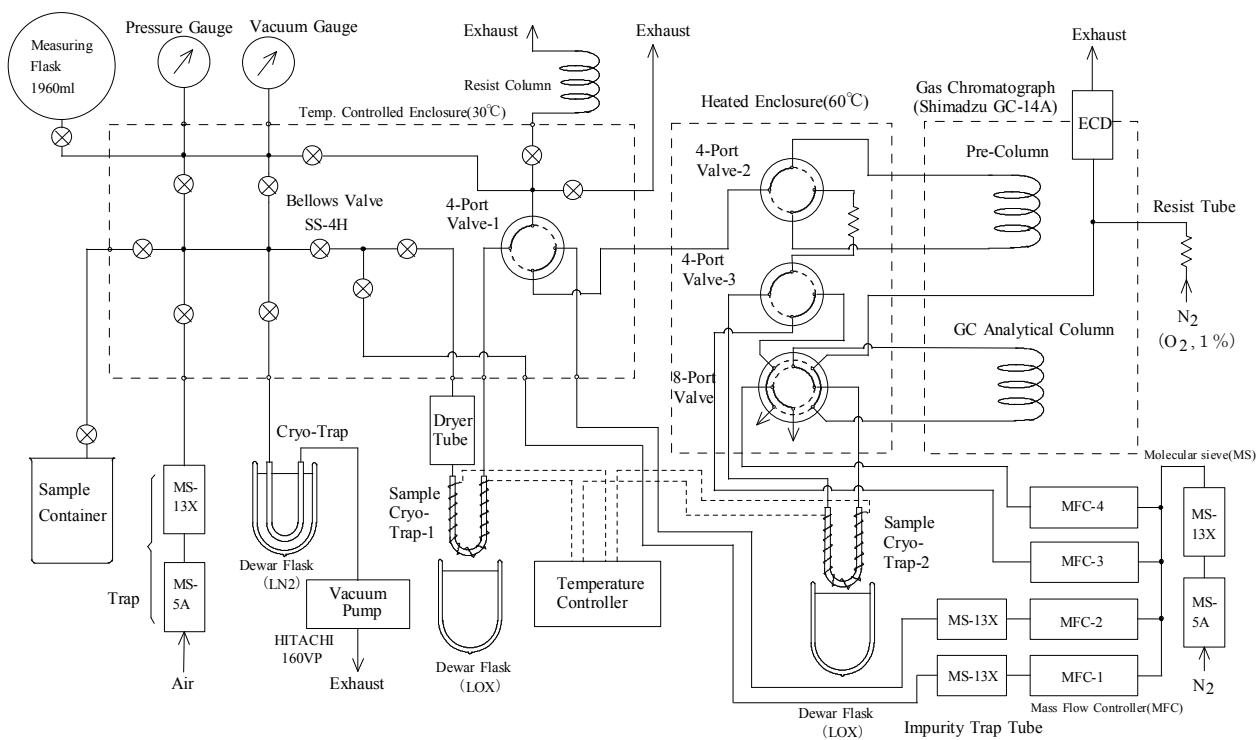 Measuring
Flask
1960ml
Pressure Gauge
Vacuum Gauge
Exhaust
Resist Column
Exhaust
Temp. Controlled Enclosure(30℃)
Heated Enclosure(60℃)
Gas Chromatograph
(Shimadzu GC-14A)
Exhaust
ECD
4-Port
Valve-2
Pre-Column
Bellows Valve
SS-4H
4-Port
Valve-1
Resist Tube
4-Port
Valve-3
N2
(O2, 1%)
GC Analytical Column
8-Port
Valve
Dryer
Tube
Cryo-Trap
Molecular sieve(MS)
Sample
Container
MS-
13X
Sample
Cryo-
Trap-1
Sample
Cryo-
Trap-2
MFC-4
MS-
13X
Dewar Flask
(LN2)
MFC-3
Trap
MS-
5A
Vacuum
Pump
Temperature
Controller
MS-13X
MFC-2
MS-
5A
HITACHI
160VP
Dewar Flask
(LOX)
MS-13X
MFC-1
N2
Air
Exhaust
Mass Flow Controller(MFC)
Dewar Flask
(LOX)
Impurity Trap Tube